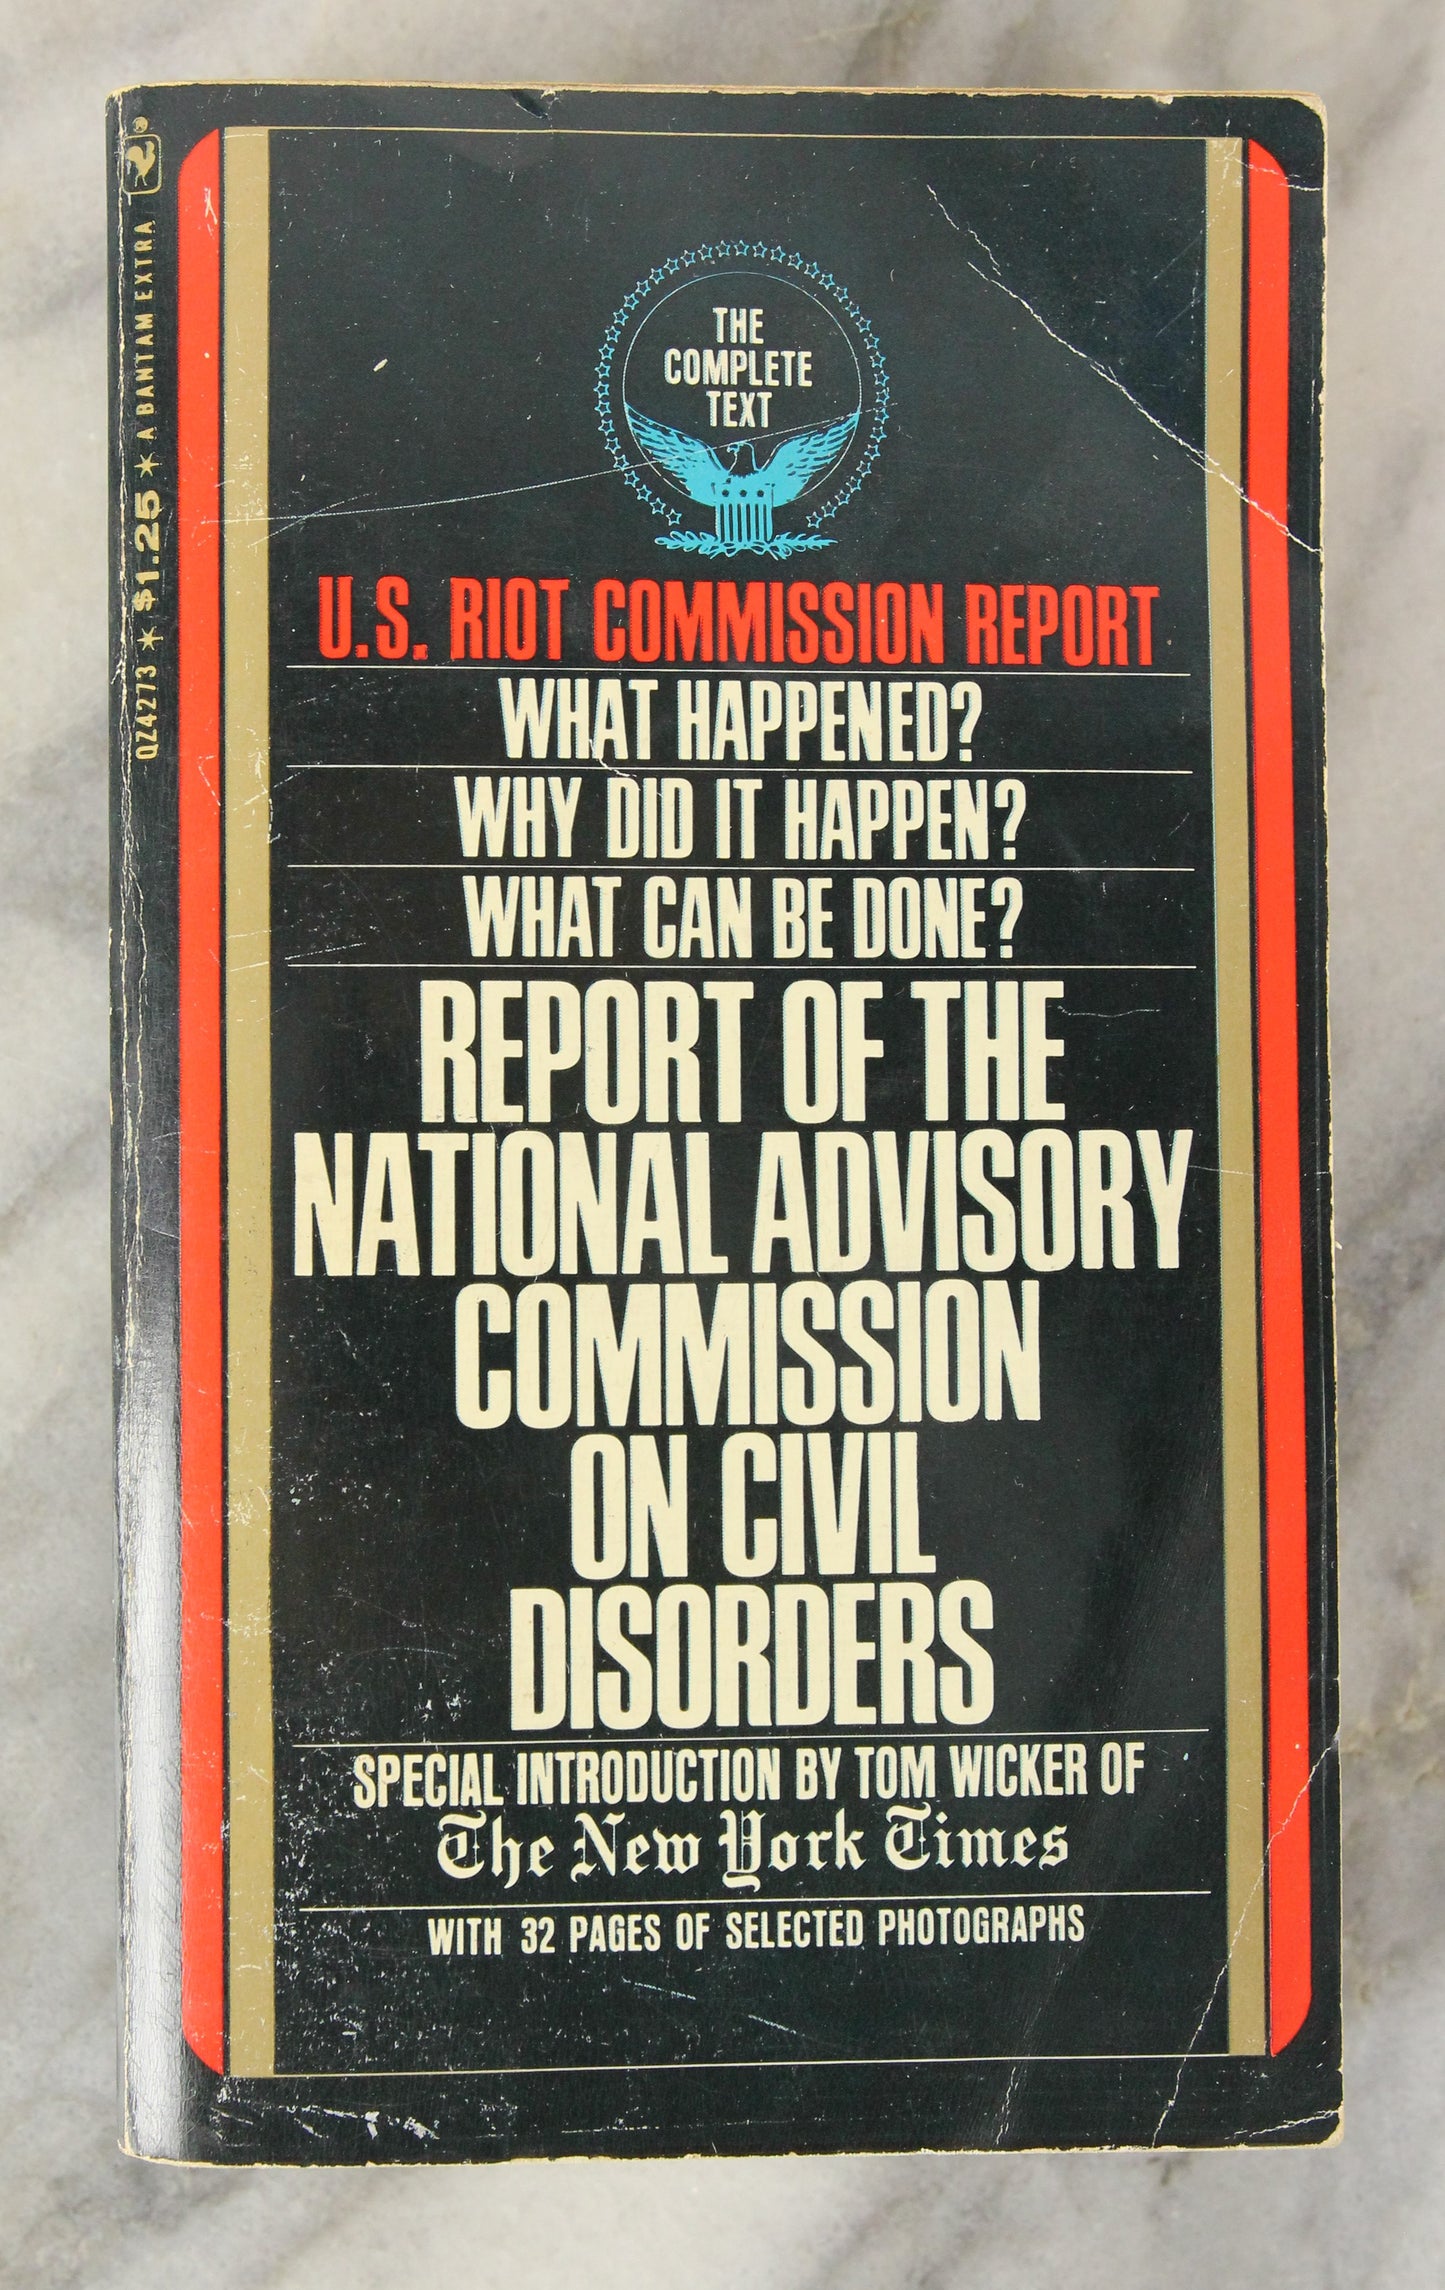 QZ4273 * $1.25 * A BANTAM EXTRA
THE
COMPLETE
TEXT
U.S. RIOT COMMISSION REPORT
WHAT HAPPENED?
WHY DID IT HAPPEN?
WHAT CAN BE DONE?
REPORT OF THE
NATIONAL ADVISORY
COMMISSION
ON CIVIL
DISORDERS
SPECIAL INTRODUCTION BY TOM WICKER OF
The New York Times
WITH 32 PAGES OF SELECTED PHOTOGRAPHS